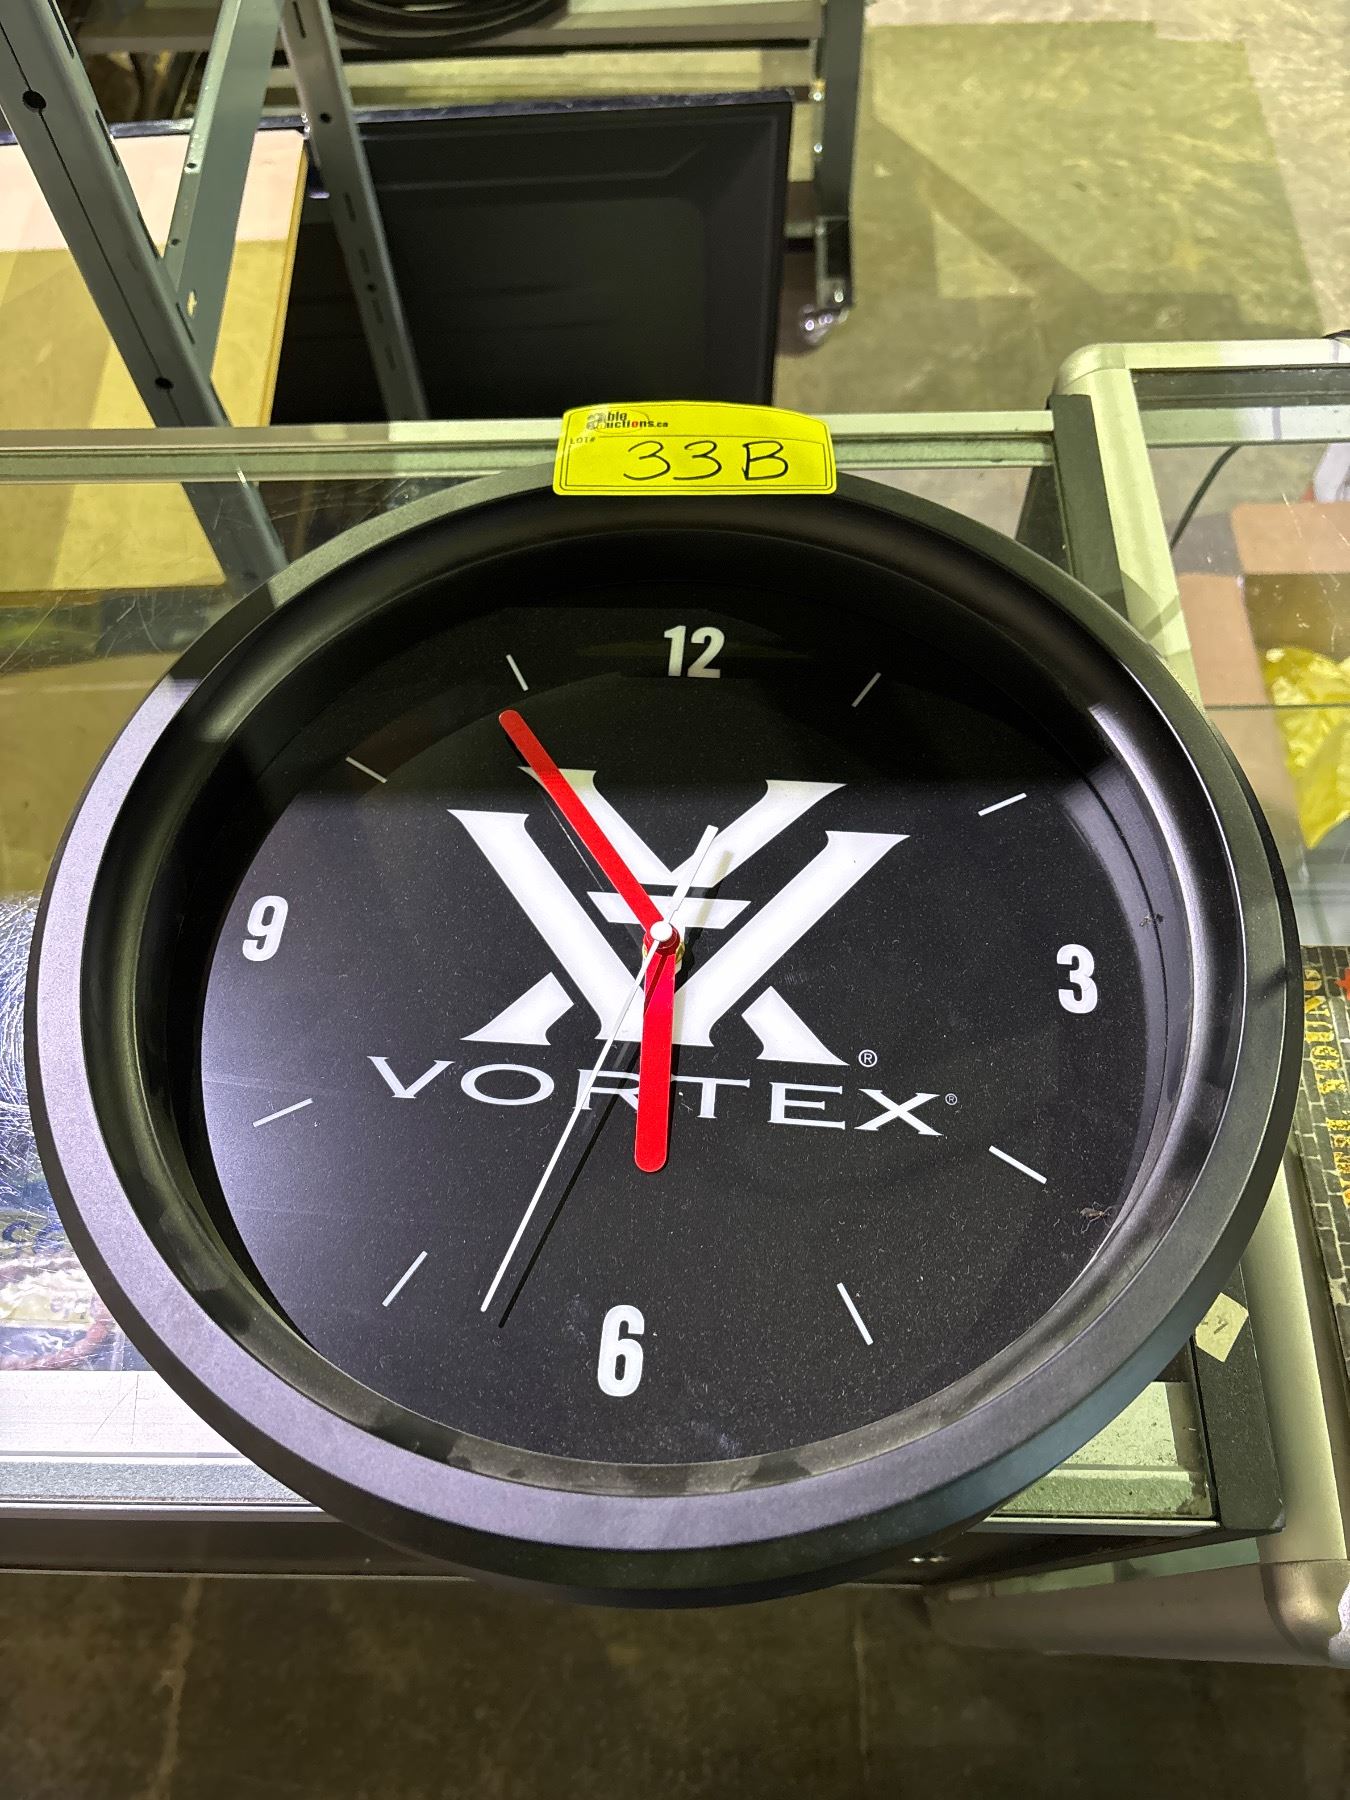 big
auctions.ca
LOT#
33B
12
9
3
®
VORTEX®
6